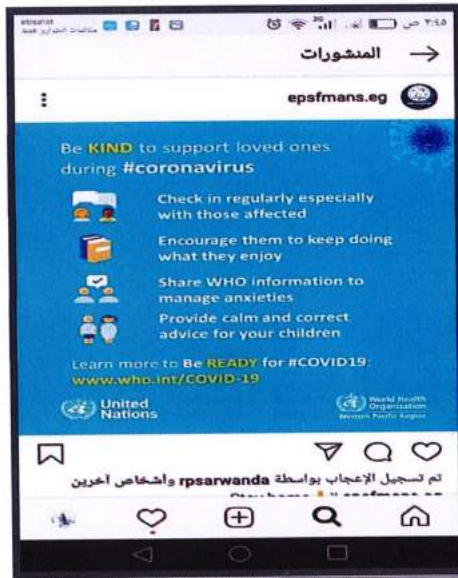 etisalat
مكالمات الطوارئ فقط
٣:٤٥ ص
المنشورات
epsfmans.eg
Be KIND to support loved ones
during #coronavirus
Check in regularly especially
with those affected
Encourage them to keep doing
what they enjoy
Share WHO information to
manage anxieties
Provide calm and correct
advice for your children
Learn more to Be READY for #COVID19:
www.who.int/COVID-19
United
Nations
World Health
Organization
Western Pacific Region
تم تسجيل الإعجاب بواسطة rpsarwanda وأشخاص آخرين